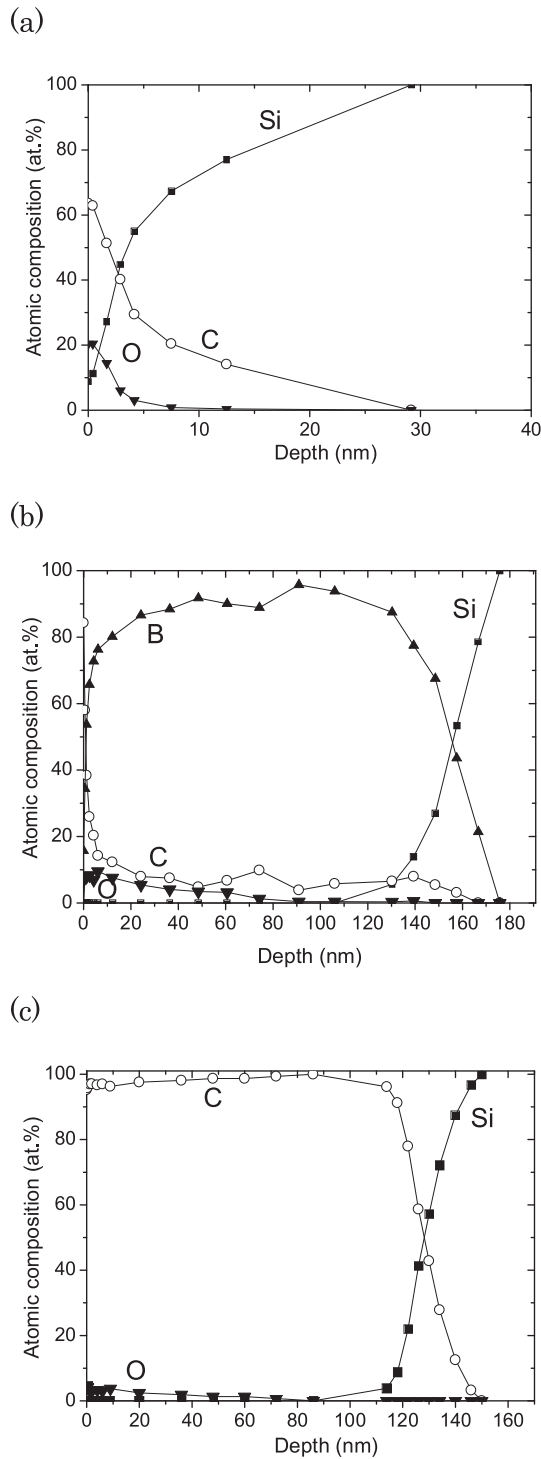 (a)
Atomic composition (at.%)
100
80
60
40
20
0
Si
C
O
0 10 20 30 40
Depth (nm)
(b)
Atomic composition (at.%)
100
80
60
40
20
0
Si
B
C
O
0 20 40 60 80 100 120 140 160 180
Depth (nm)
(c)
Atomic composition (at.%)
100
80
60
40
20
0
C
Si
O
0 20 40 60 80 100 120 140 160
Depth (nm)